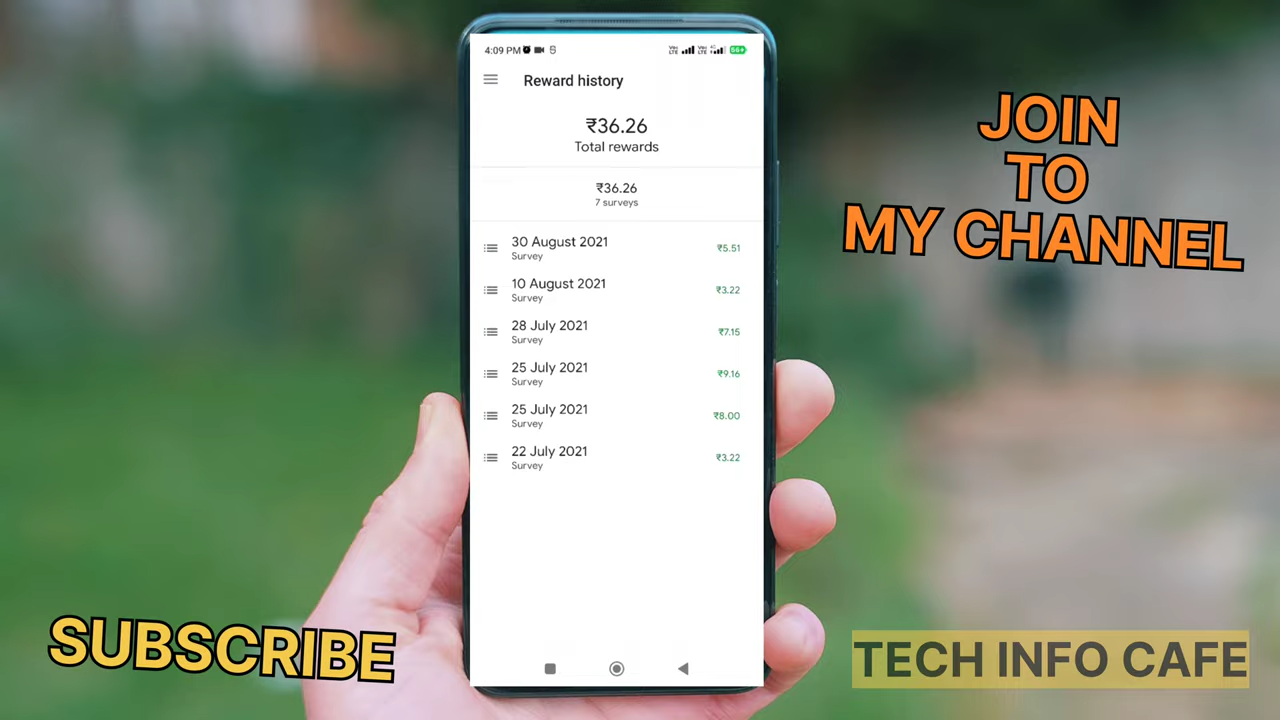 4:09 PM
Reward history
₹36.26
Total rewards
₹36.26
7 surveys
30 August 2021
Survey
₹5.51
10 August 2021
Survey
₹3.22
28 July 2021
Survey
₹7.15
25 July 2021
Survey
₹9.16
25 July 2021
Survey
₹8.00
22 July 2021
Survey
₹3.22
JOIN
TO
MY CHANNEL
SUBSCRIBE
TECH INFO CAFE